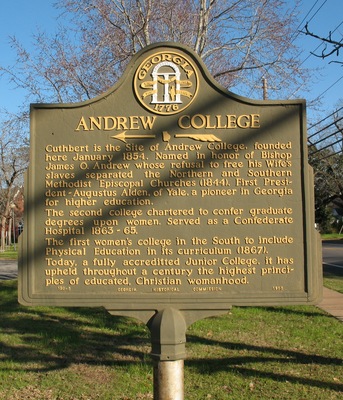 GEORGIA
1776
ANDREW COLLEGE
Cuthbert is the Site of Andrew College, founded
here January 1854. Named in honor of Bishop
James O. Andrew whose refusal to free his Wife's
slaves separated the Northern and Southern
Methodist Episcopal Churches (1844). First Presi-
dent-Augustus Alden, of Yale, a pioneer in Georgia
for higher education.
The second college chartered to confer graduate
degrees upon women. Served as a Confederate
Hospital 1863-65.
The first women's college in the South to include
Physical Education in its curriculum (1867).
Today, a fully accreditted Junior College, it has
upheld throughout a century the highest princi-
ples of educated, Christian womanhood.
GEORGIA HISTORICAL COMMISSION